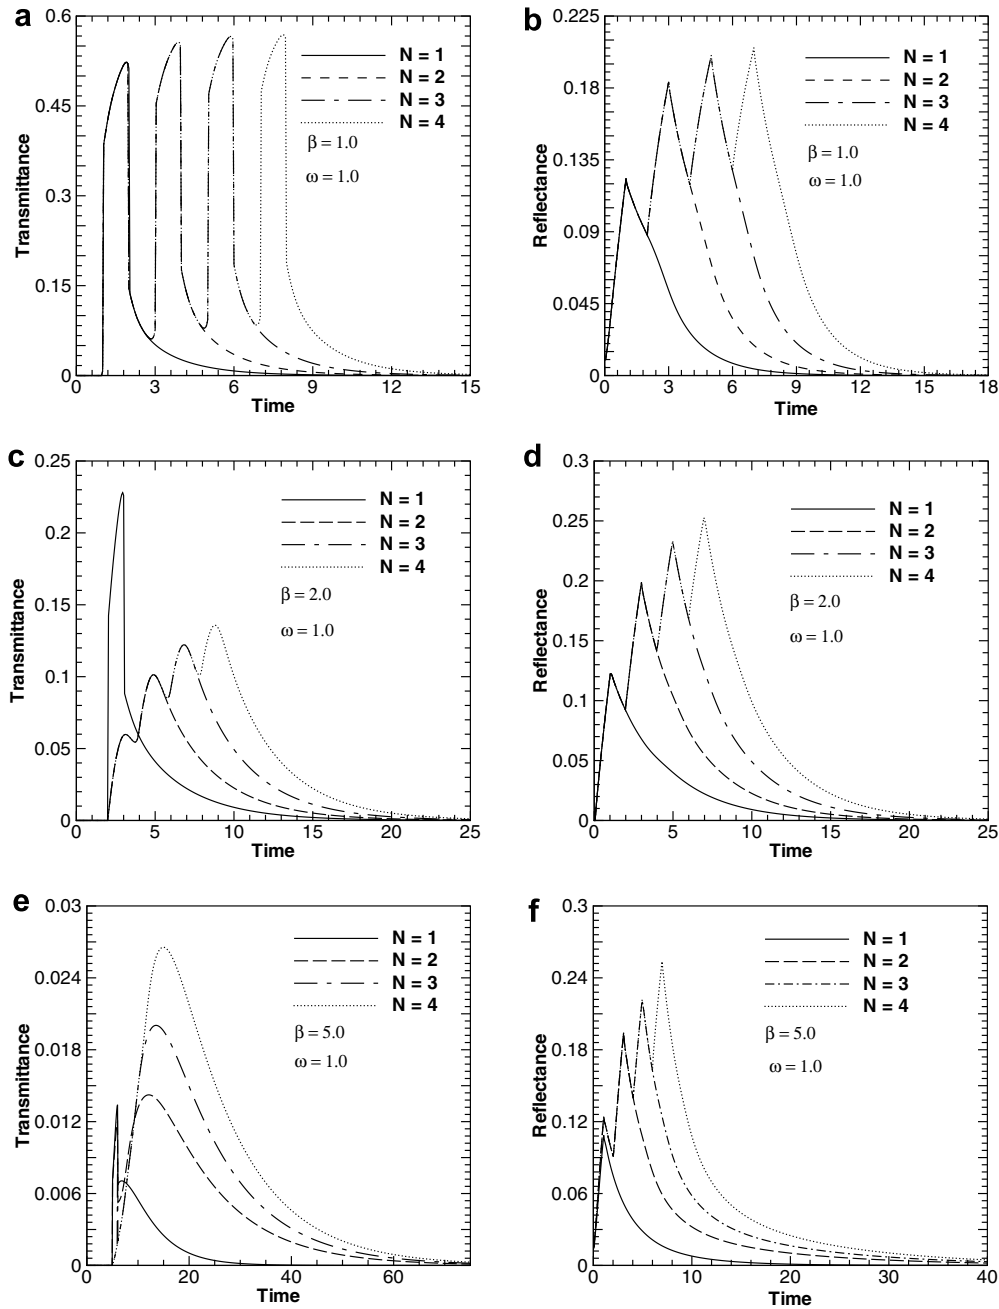 a
Transmittance
0.6
0.45
0.3
0.15
0
0 3 6 9 12 15
Time
N = 1
N = 2
N = 3
N = 4
β = 1.0
ω = 1.0
b
Reflectance
0.225
0.18
0.135
0.09
0.045
0
0 3 6 9 12 15 18
Time
N = 1
N = 2
N = 3
N = 4
β = 1.0
ω = 1.0
c
Transmittance
0.25
0.2
0.15
0.1
0.05
0
0 5 10 15 20 25
Time
N = 1
N = 2
N = 3
N = 4
β = 2.0
ω = 1.0
d
Reflectance
0.3
0.25
0.2
0.15
0.1
0.05
0
0 5 10 15 20 25
Time
N = 1
N = 2
N = 3
N = 4
β = 2.0
ω = 1.0
e
Transmittance
0.03
0.024
0.018
0.012
0.006
0
0 20 40 60
Time
N = 1
N = 2
N = 3
N = 4
β = 5.0
ω = 1.0
f
Reflectance
0.3
0.24
0.18
0.12
0.06
0
0 10 20 30 40
Time
N = 1
N = 2
N = 3
N = 4
β = 5.0
ω = 1.0